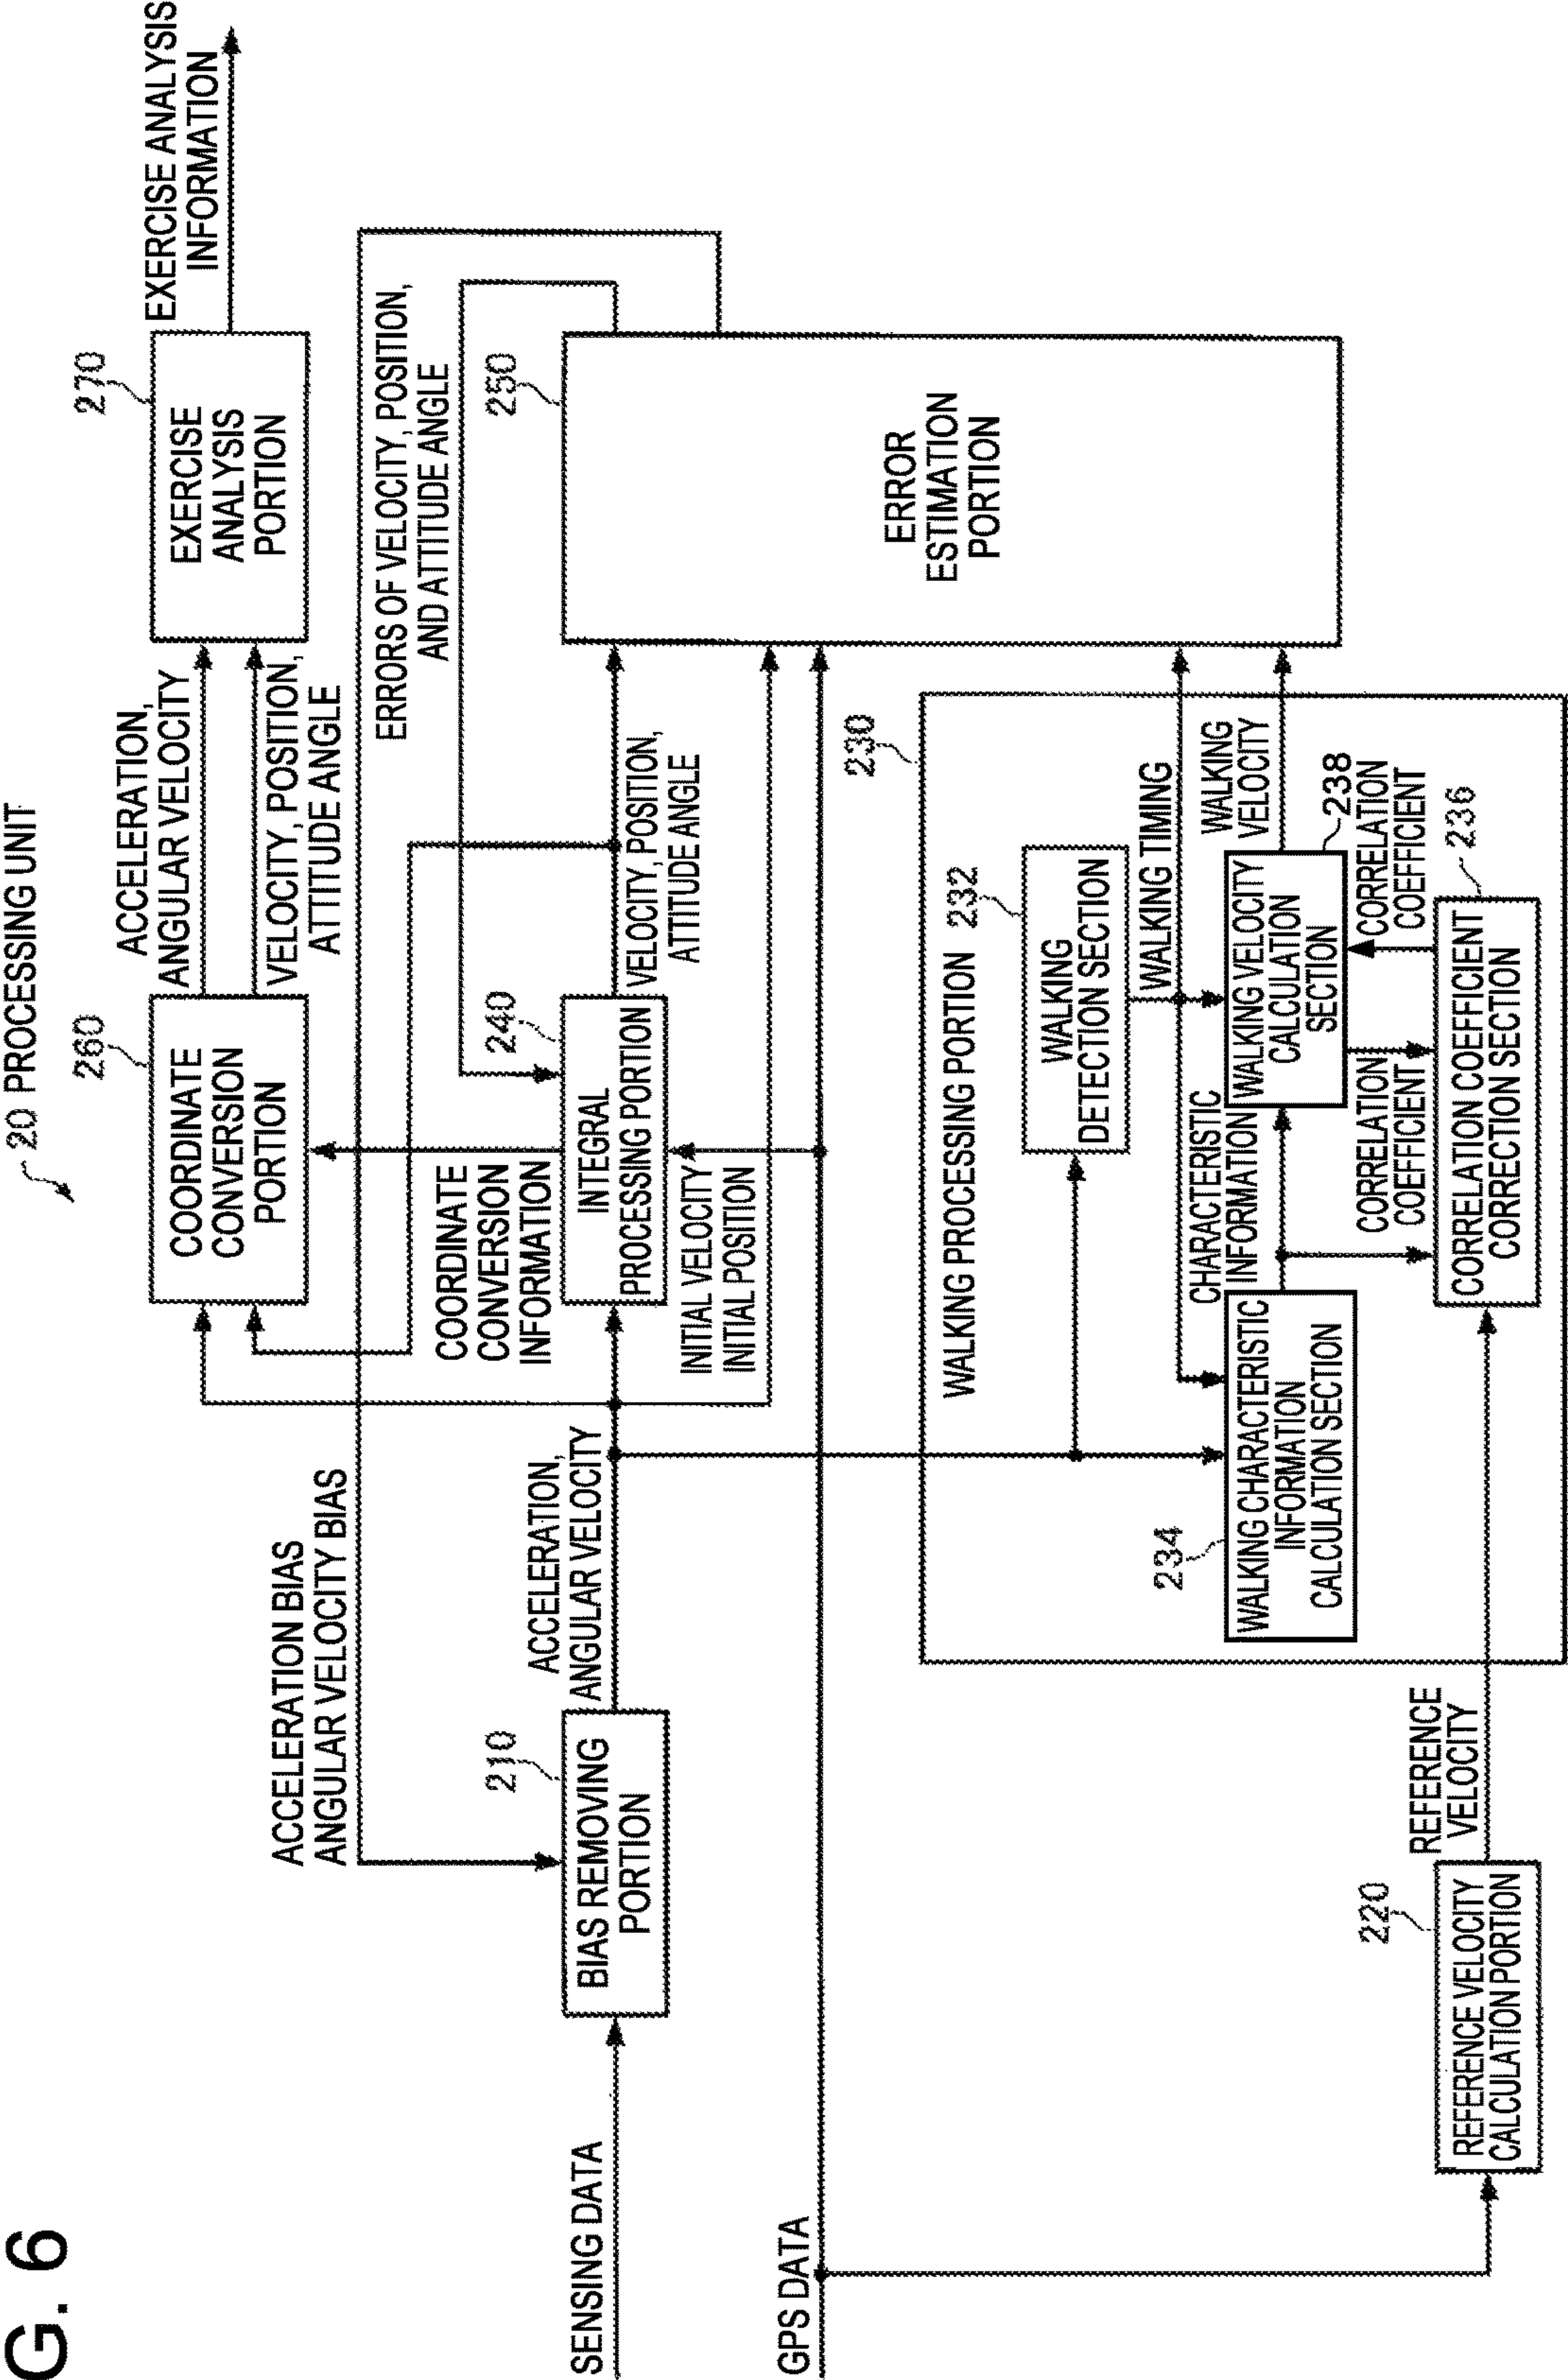 G. 6
20 PROCESSING UNIT
ACCELERATION BIAS
ANGULAR VELOCITY BIAS
260
COORDINATE
CONVERSION
PORTION
ACCELERATION,
ANGULAR VELOCITY
VELOCITY, POSITION,
ATTITUDE ANGLE
270
EXERCISE
ANALYSIS
PORTION
EXERCISE ANALYSIS
INFORMATION
ERRORS OF VELOCITY, POSITION,
AND ATTITUDE ANGLE
SENSING DATA
210
BIAS REMOVING
PORTION
ACCELERATION,
ANGULAR VELOCITY
COORDINATE
CONVERSION
INFORMATION
240
INTEGRAL
PROCESSING PORTION
VELOCITY, POSITION,
ATTITUDE ANGLE
INITIAL VELOCITY
INITIAL POSITION
250
ERROR
ESTIMATION
PORTION
GPS DATA
230
WALKING PROCESSING PORTION
232
WALKING
DETECTION SECTION
WALKING TIMING
234
WALKING CHARACTERISTIC
INFORMATION
CALCULATION SECTION
CHARACTERISTIC
INFORMATION
WALKING VELOCITY
CALCULATION
SECTION
238
WALKING
VELOCITY
CORRELATION
COEFFICIENT
CORRELATION
COEFFICIENT
236
CORRELATION COEFFICIENT
CORRECTION SECTION
220
REFERENCE VELOCITY
CALCULATION PORTION
REFERENCE
VELOCITY